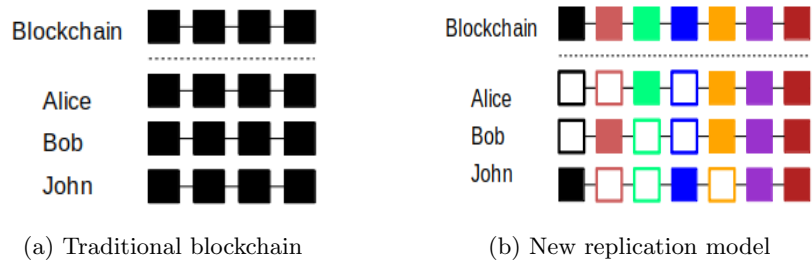 Blockchain
Alice
Bob
John
(a) Traditional blockchain
Blockchain
Alice
Bob
John
(b) New replication model